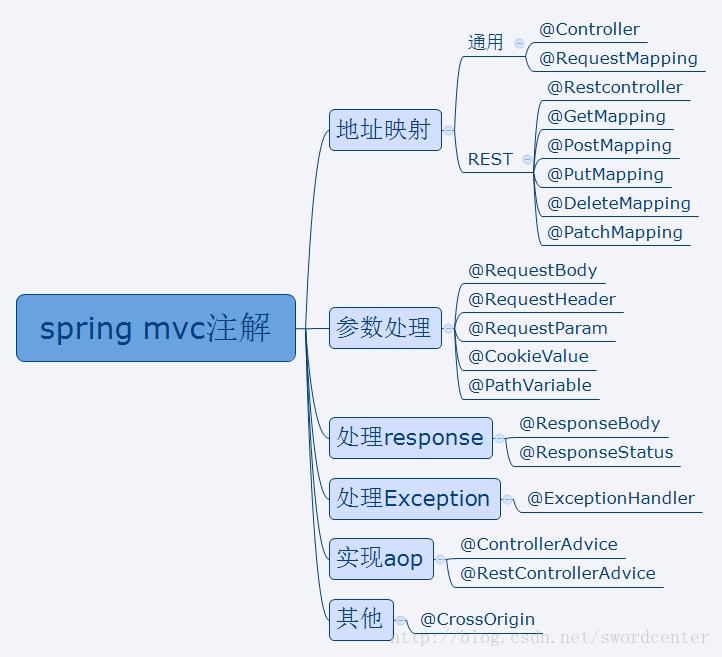 spring mvc注解
地址映射
通用
@Controller
@RequestMapping
REST
@Restcontroller
@GetMapping
@PostMapping
@PutMapping
@DeleteMapping
@PatchMapping
参数处理
@RequestBody
@RequestHeader
@RequestParam
@CookieValue
@PathVariable
处理response
@ResponseBody
@ResponseStatus
处理Exception
@ExceptionHandler
实现aop
@ControllerAdvice
@RestControllerAdvice
其他
@CrossOrigin
http://blog.csdn.net/swordcenter